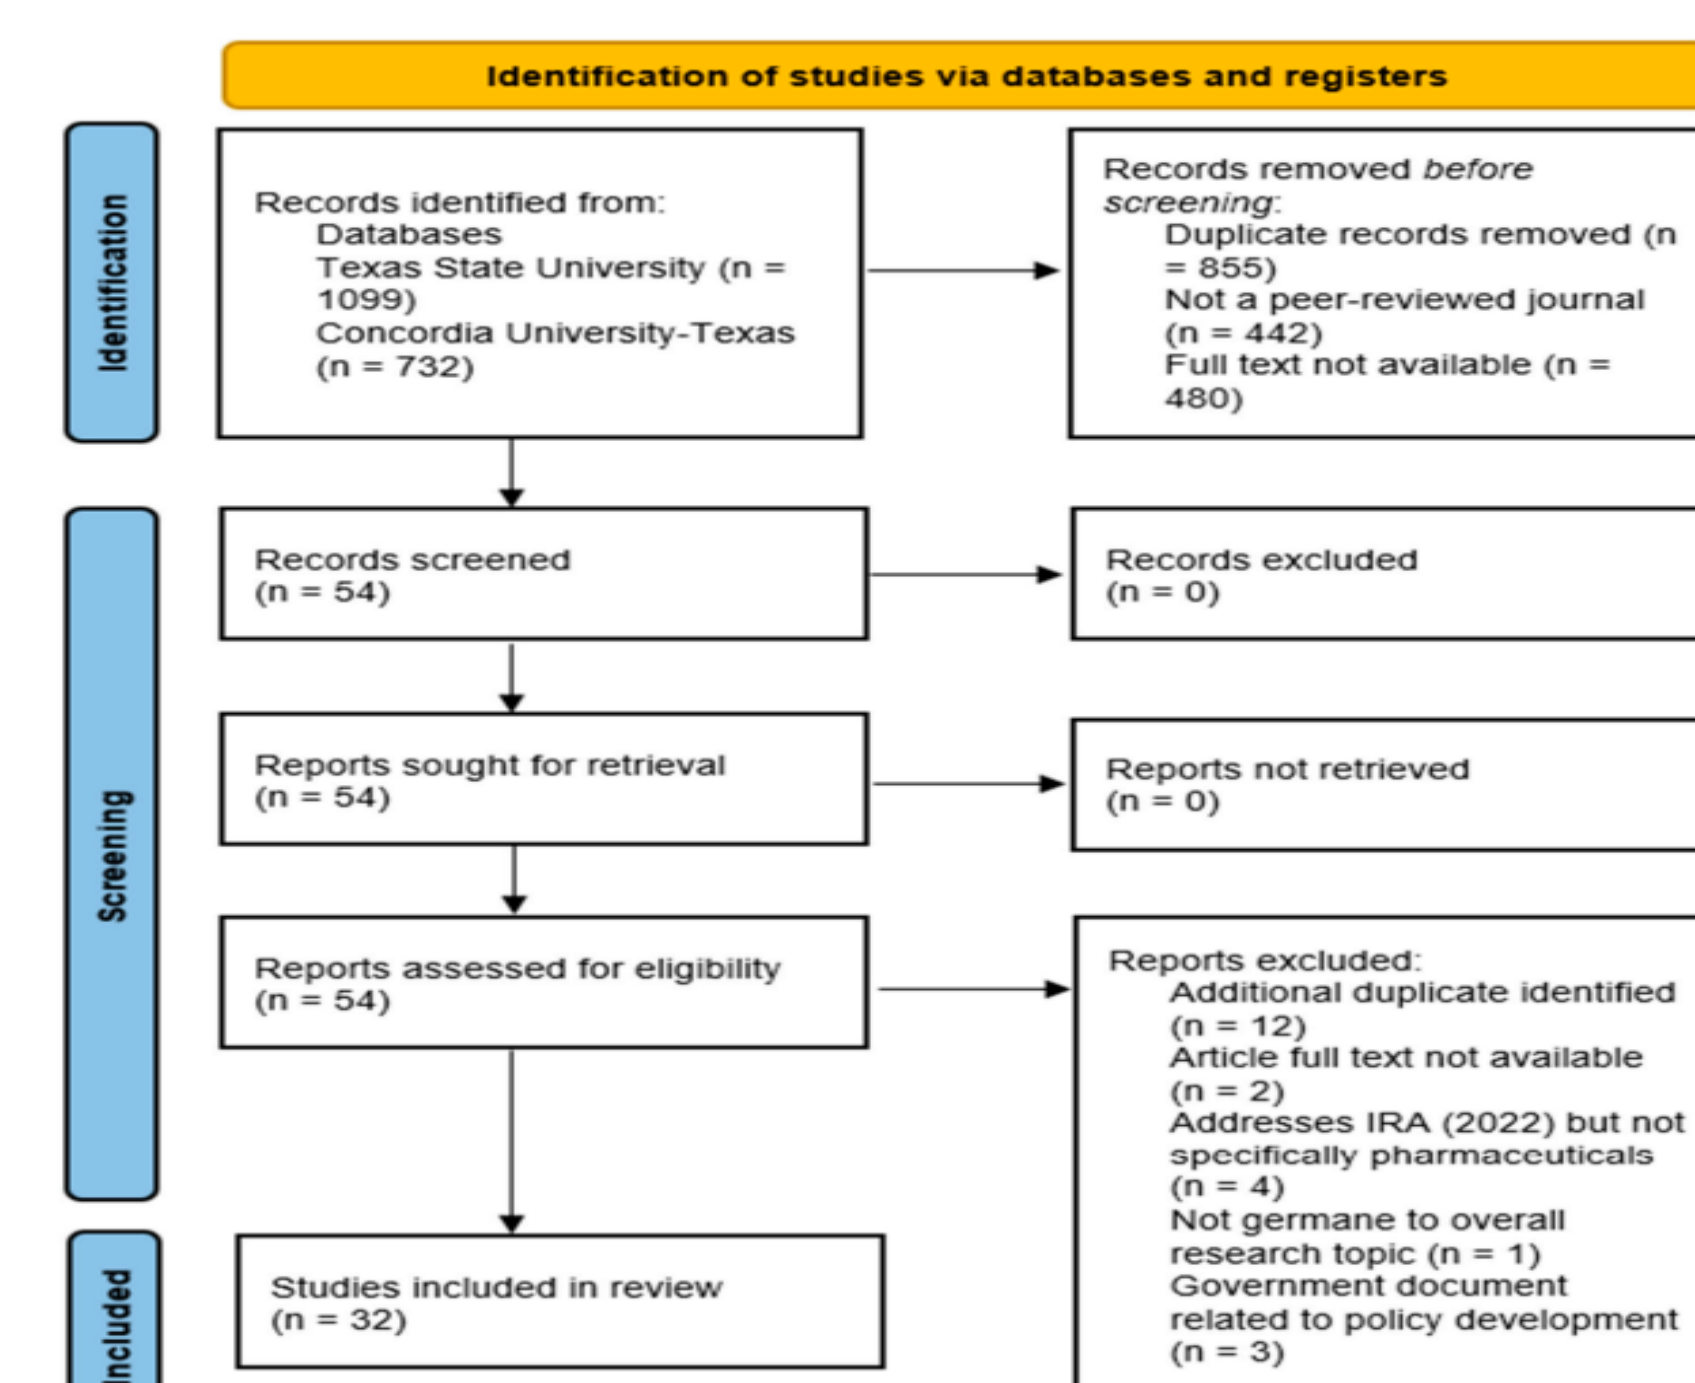 Identification of studies via databases and registers
Identification
Records identified from:
Databases
Texas State University (n =
1099)
Concordia University-Texas
(n = 732)
Records removed before
screening:
Duplicate records removed (n
= 855)
Not a peer-reviewed journal
(n = 442)
Full text not available (n =
480)
Screening
Records screened
(n = 54)
Records excluded
(n = 0)
Reports sought for retrieval
(n = 54)
Reports not retrieved
(n = 0)
Reports assessed for eligibility
(n = 54)
Reports excluded:
Additional duplicate identified
(n = 12)
Article full text not available
(n = 2)
Addresses IRA (2022) but not
specifically pharmaceuticals
(n = 4)
Not germane to overall
research topic (n = 1)
Government document
related to policy development
(n = 3)
Included
Studies included in review
(n = 32)